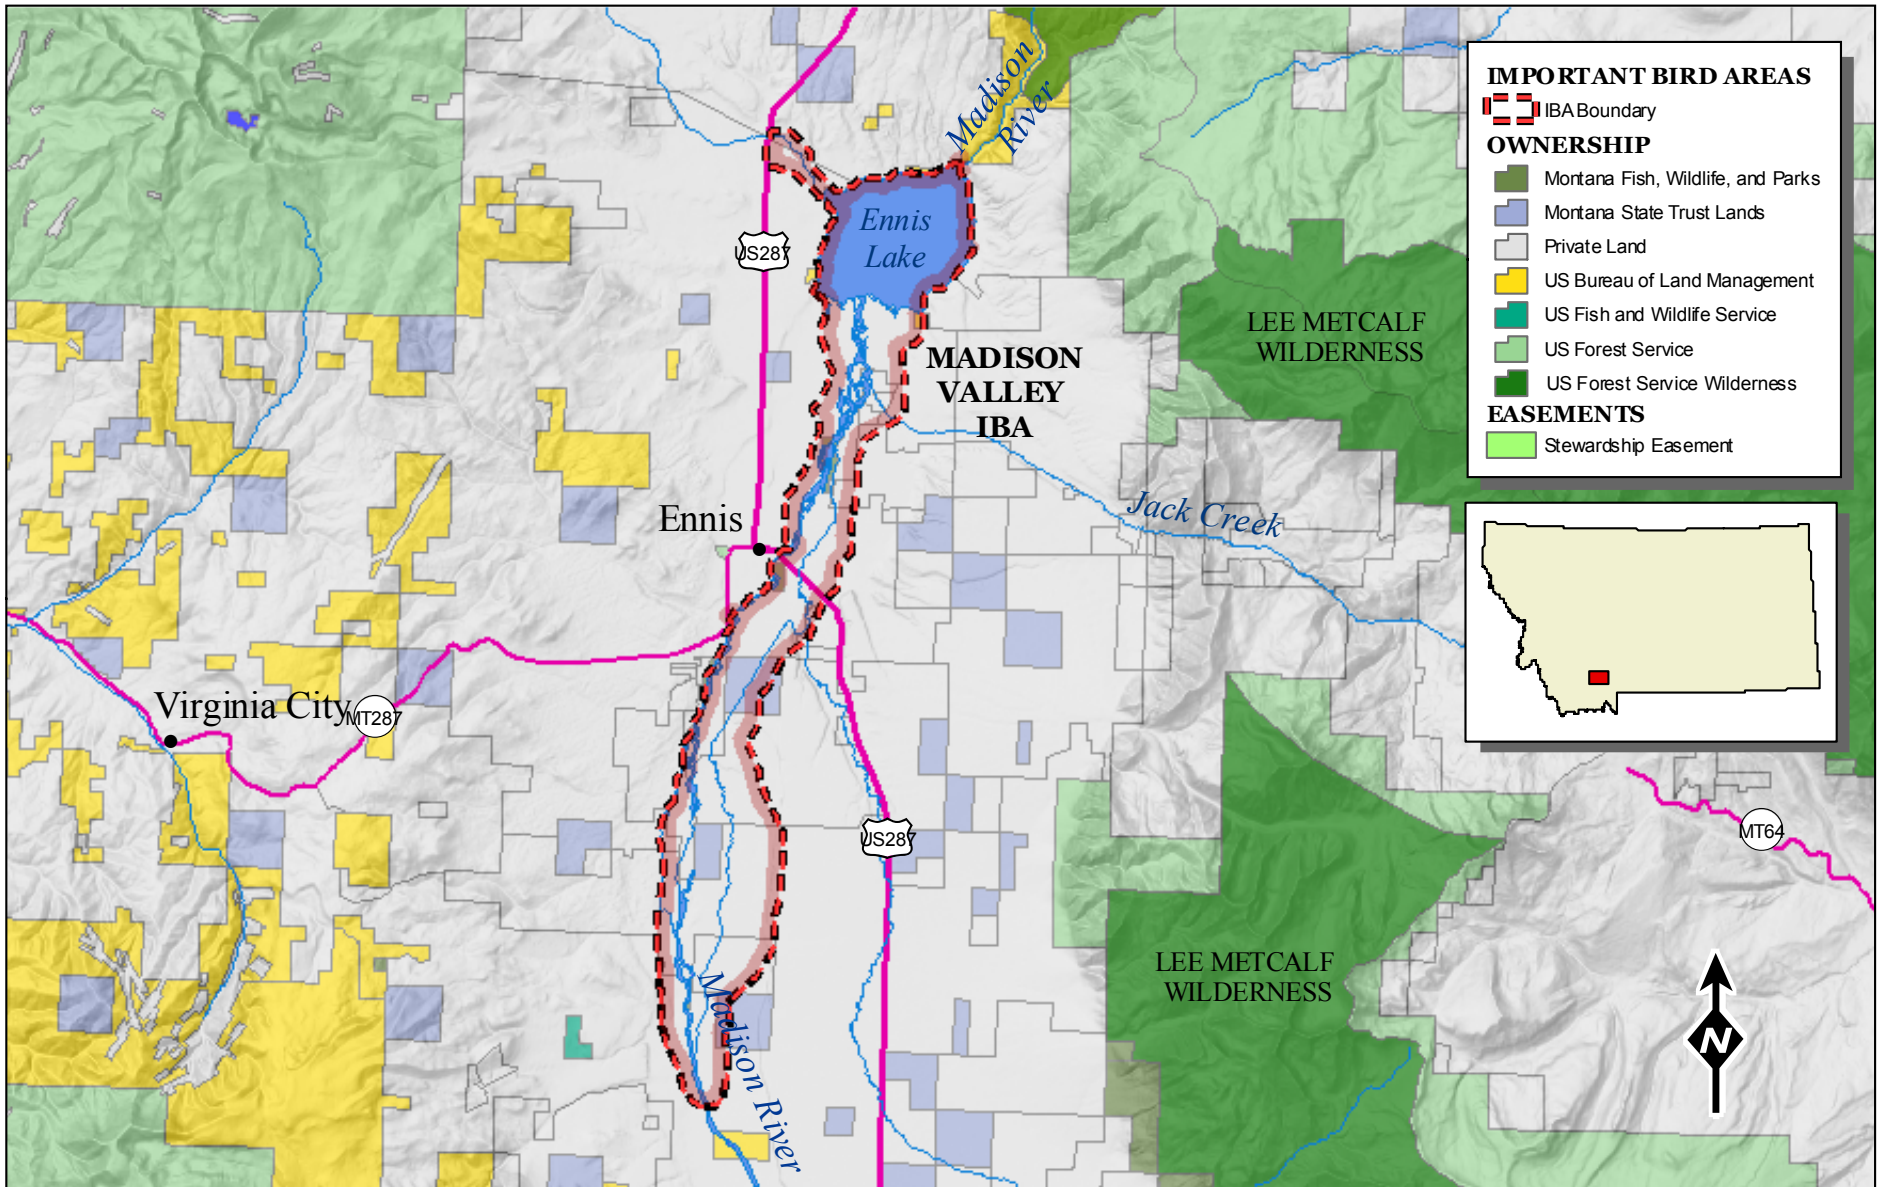 Madison
River
IMPORTANT BIRD AREAS
IBA Boundary
OWNERSHIP
Montana Fish, Wildlife, and Parks
Montana State Trust Lands
Private Land
US Bureau of Land Management
US Fish and Wildlife Service
US Forest Service
US Forest Service Wilderness
EASEMENTS
Stewardship Easement
Ennis
Lake
US287
LEE METCALF
WILDERNESS
MADISON
VALLEY
IBA
Ennis
Jack Creek
Virginia City
MT287
US287
MT64
LEE METCALF
WILDERNESS
Madison River
N